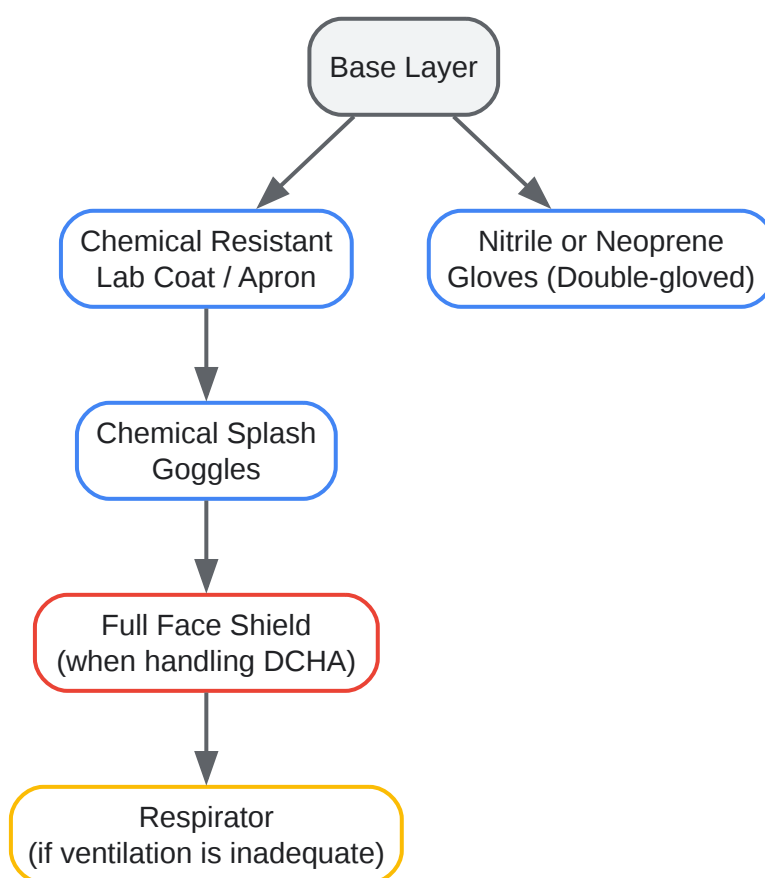 Base Layer
Chemical Resistant
Lab Coat / Apron
Nitrile or Neoprene
Gloves (Double-gloved)
Chemical Splash
Goggles
Full Face Shield
(when handling DCHA)
Respirator
(if ventilation is inadequate)